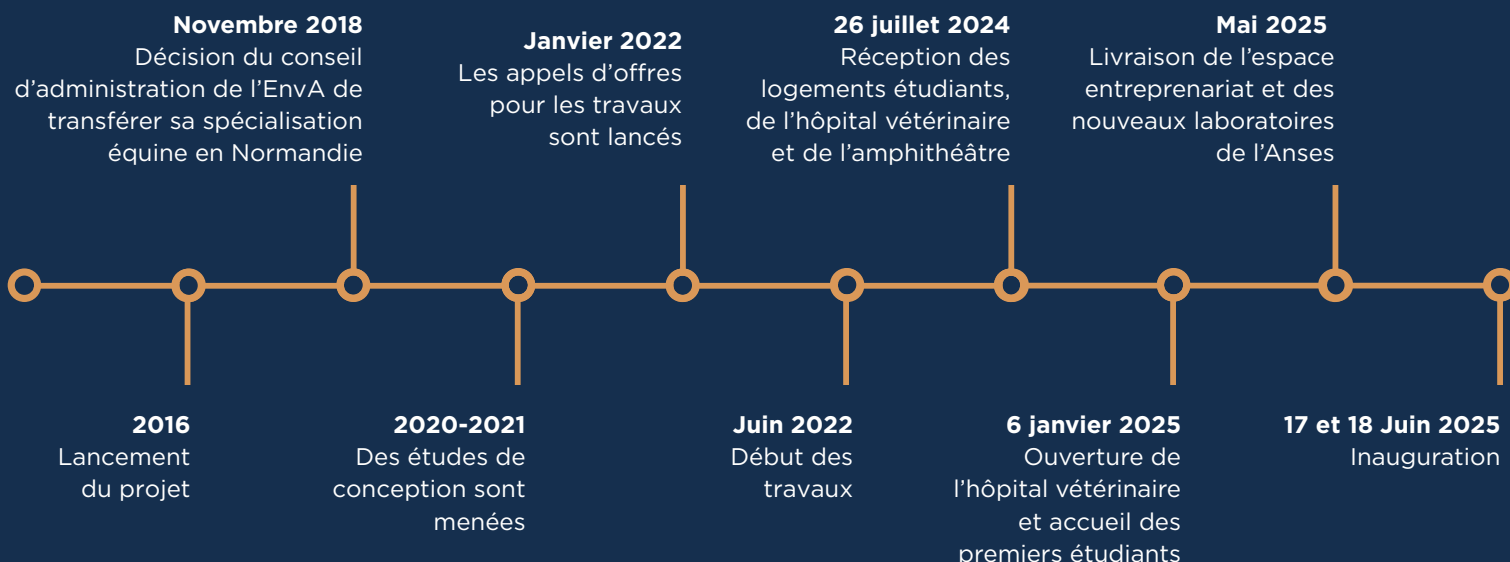 Novembre 2018
Décision du conseil
d'administration de l'EnvA de
transférer sa spécialisation
équine en Normandie
Janvier 2022
Les appels d'offres
pour les travaux
sont lancés
26 juillet 2024
Réception des
logements étudiants,
de l'hôpital vétérinaire
et de l'amphithéâtre
Mai 2025
Livraison de l'espace
entreprenariat et des
nouveaux laboratoires
de l'Anses
2016
Lancement
du projet
2020-2021
Des études de
conception sont
menées
Juin 2022
Début des
travaux
6 janvier 2025
Ouverture de
l'hôpital vétérinaire
et accueil des
premiers étudiants
17 et 18 Juin 2025
Inauguration